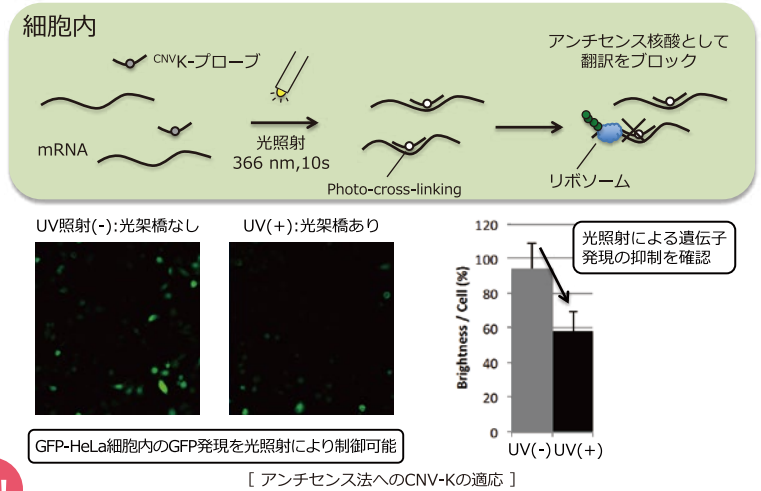 細胞内
CNVK-プローブ
mRNA
光照射
366 nm,10s
Photo-cross-linking
アンチセンス核酸として
翻訳をブロック
リボソーム
UV照射(-):光架橋なし
UV(+):光架橋あり
GFP-HeLa細胞内のGFP発現を光照射により制御可能
Brightness / Cell (%)
120
100
80
60
40
20
0
UV(-)
UV(+)
光照射による遺伝子
発現の抑制を確認
[ アンチセンス法へのCNV-Kの適応 ]